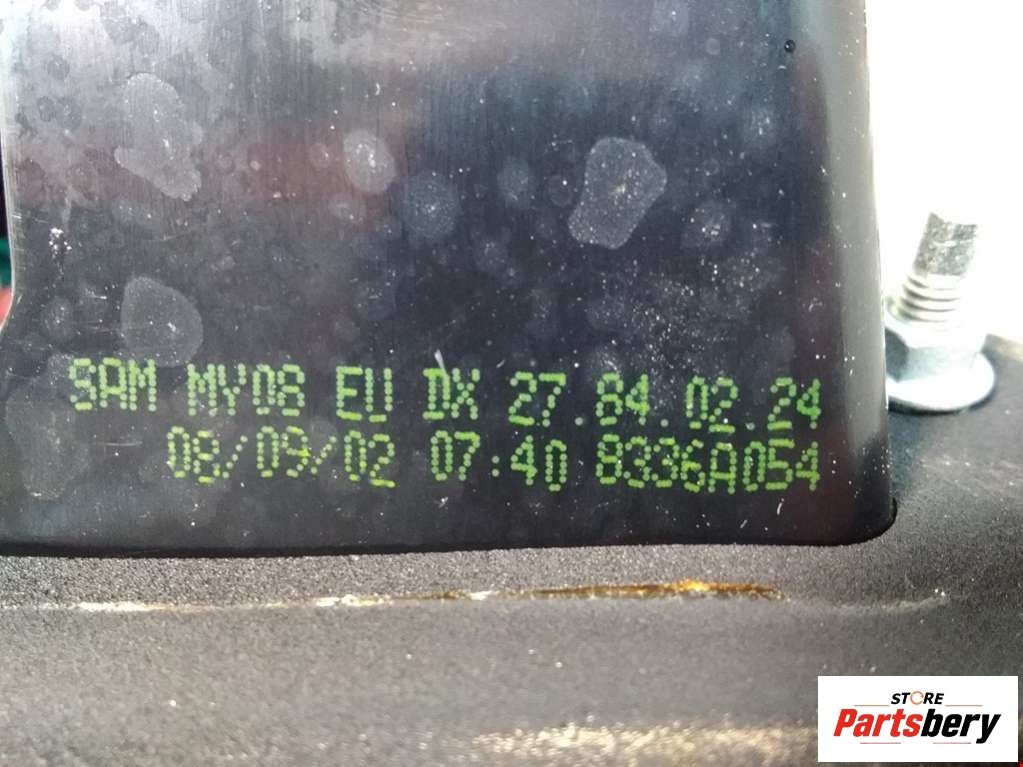 SAM MY08 EU DX 27.84.02.24
08/09/02 07:40 8336A054
STORE
Partsbery